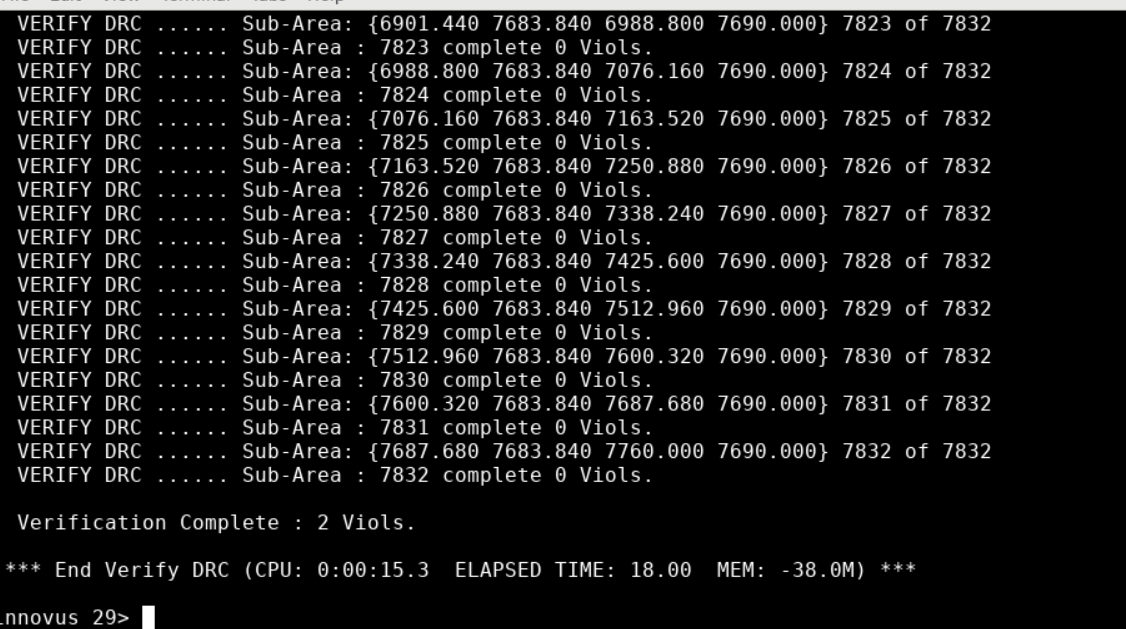 VERIFY DRC ...... Sub-Area: {6901.440 7683.840 6988.800 7690.000} 7823 of 7832
VERIFY DRC ...... Sub-Area : 7823 complete 0 Viols.
VERIFY DRC ...... Sub-Area: {6988.800 7683.840 7076.160 7690.000} 7824 of 7832
VERIFY DRC ...... Sub-Area : 7824 complete 0 Viols.
VERIFY DRC ...... Sub-Area: {7076.160 7683.840 7163.520 7690.000} 7825 of 7832
VERIFY DRC ...... Sub-Area : 7825 complete 0 Viols.
VERIFY DRC ...... Sub-Area: {7163.520 7683.840 7250.880 7690.000} 7826 of 7832
VERIFY DRC ...... Sub-Area : 7826 complete 0 Viols.
VERIFY DRC ...... Sub-Area: {7250.880 7683.840 7338.240 7690.000} 7827 of 7832
VERIFY DRC ...... Sub-Area : 7827 complete 0 Viols.
VERIFY DRC ...... Sub-Area: {7338.240 7683.840 7425.600 7690.000} 7828 of 7832
VERIFY DRC ...... Sub-Area : 7828 complete 0 Viols.
VERIFY DRC ...... Sub-Area: {7425.600 7683.840 7512.960 7690.000} 7829 of 7832
VERIFY DRC ...... Sub-Area : 7829 complete 0 Viols.
VERIFY DRC ...... Sub-Area: {7512.960 7683.840 7600.320 7690.000} 7830 of 7832
VERIFY DRC ...... Sub-Area : 7830 complete 0 Viols.
VERIFY DRC ...... Sub-Area: {7600.320 7683.840 7687.680 7690.000} 7831 of 7832
VERIFY DRC ...... Sub-Area : 7831 complete 0 Viols.
VERIFY DRC ...... Sub-Area: {7687.680 7683.840 7760.000 7690.000} 7832 of 7832
VERIFY DRC ...... Sub-Area : 7832 complete 0 Viols.
Verification Complete : 2 Viols.
*** End Verify DRC (CPU: 0:00:15.3 ELAPSED TIME: 18.00 MEM: -38.0M) ***
nnovus 29>